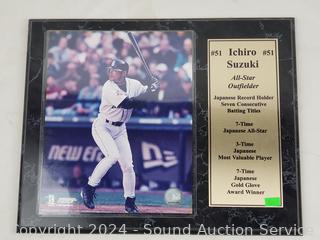 #51 Ichiro #51
Suzuki
All-Star
Outfielder
Japanese Record Holder
Seven Consecutive
Batting Titles
7-Time
Japanese All-Star
3-Time
Japanese
Most Valuable Player
7-Time
Japanese
Gold Glove
Award Winner
NEW ERA
Copyright 2024 - Sound Auction Service